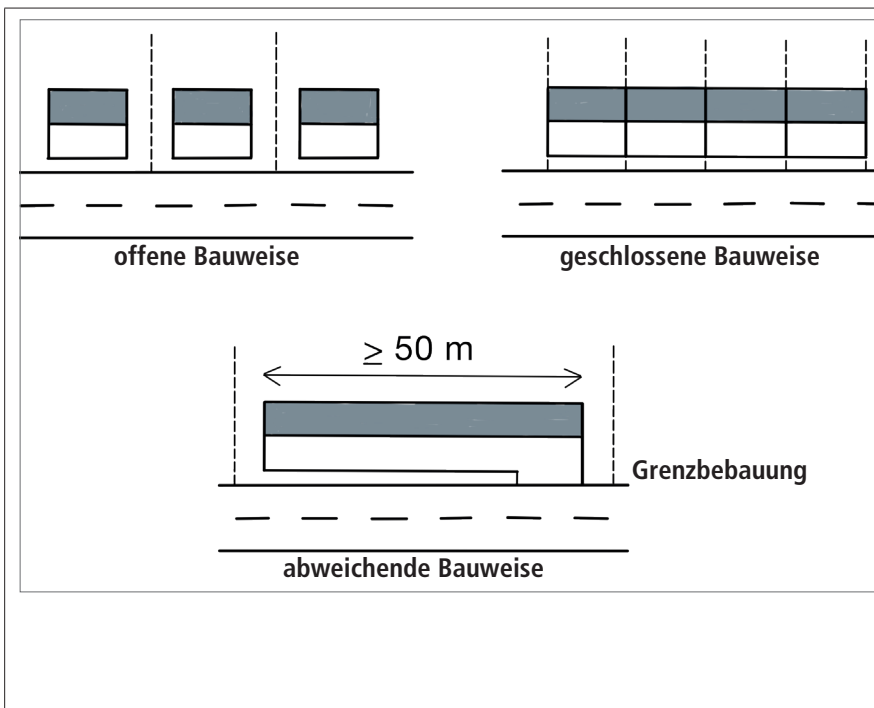 offene Bauweise
geschlossene Bauweise
≥ 50 m
Grenzbebauung
abweichende Bauweise